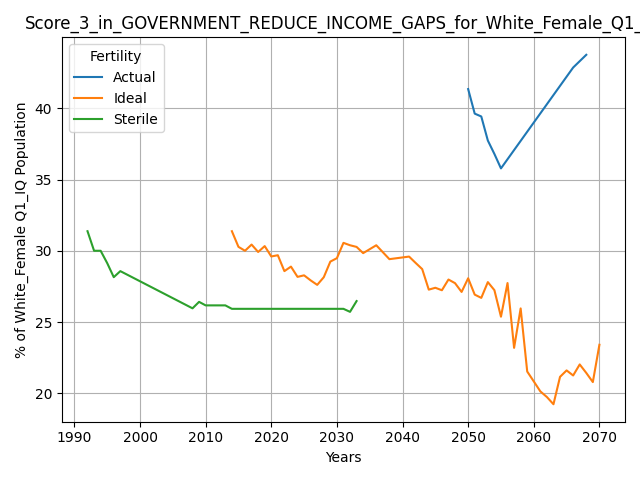 Score_3_in_GOVERNMENT_REDUCE_INCOME_GAPS_for_White_Female_Q1_
Fertility
Actual
Ideal
Sterile
% of White_Female Q1_IQ Population
40
35
30
25
20
1990
2000
2010
2020
2030
2040
2050
2060
2070
Years